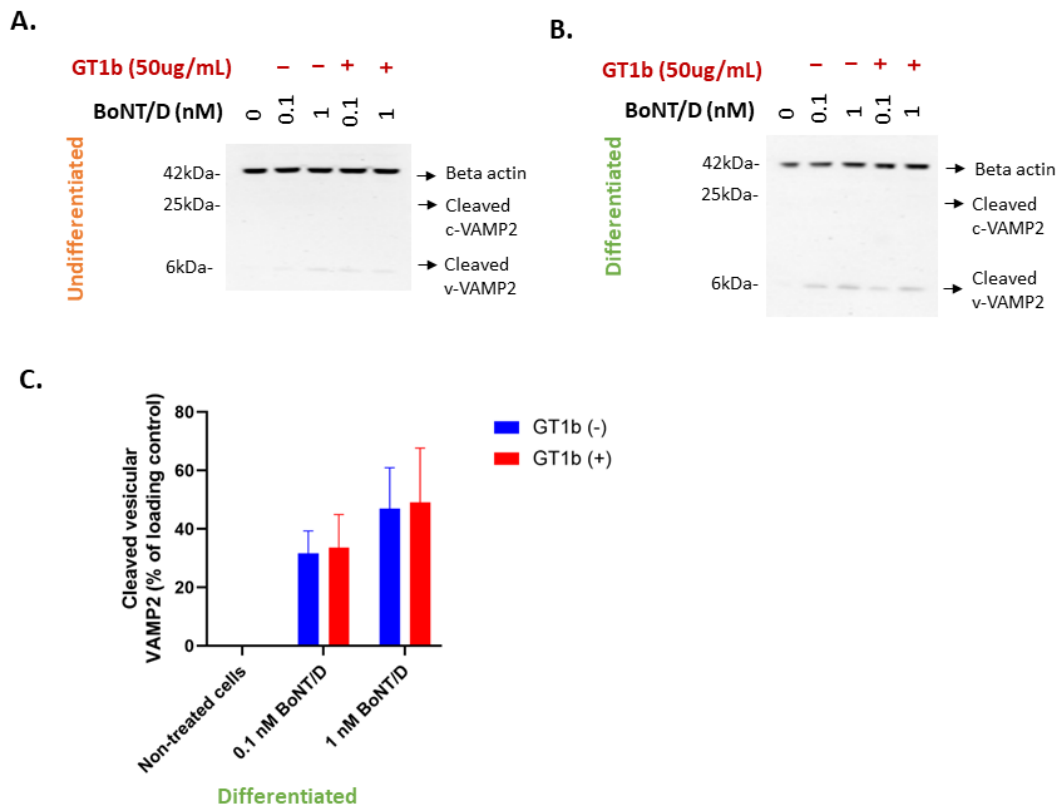 A.
GT1b (50ug/mL) – – + +
BoNT/D (nM) 0 0.1 1 0.1 1
Undifferentiated
42kDa-
25kDa-
6kDa-
Beta actin
Cleaved
c-VAMP2
Cleaved
v-VAMP2
B.
GT1b (50ug/mL) – – + +
BoNT/D (nM) 0 0.1 1 0.1 1
Differentiated
42kDa-
25kDa-
6kDa-
Beta actin
Cleaved
c-VAMP2
Cleaved
v-VAMP2
C.
Cleaved vesicular
VAMP2 (% of loading control)
80
60
40
20
0
GT1b (-)
GT1b (+)
Non-treated cells
0.1 nM BoNT/D
1 nM BoNT/D
Differentiated